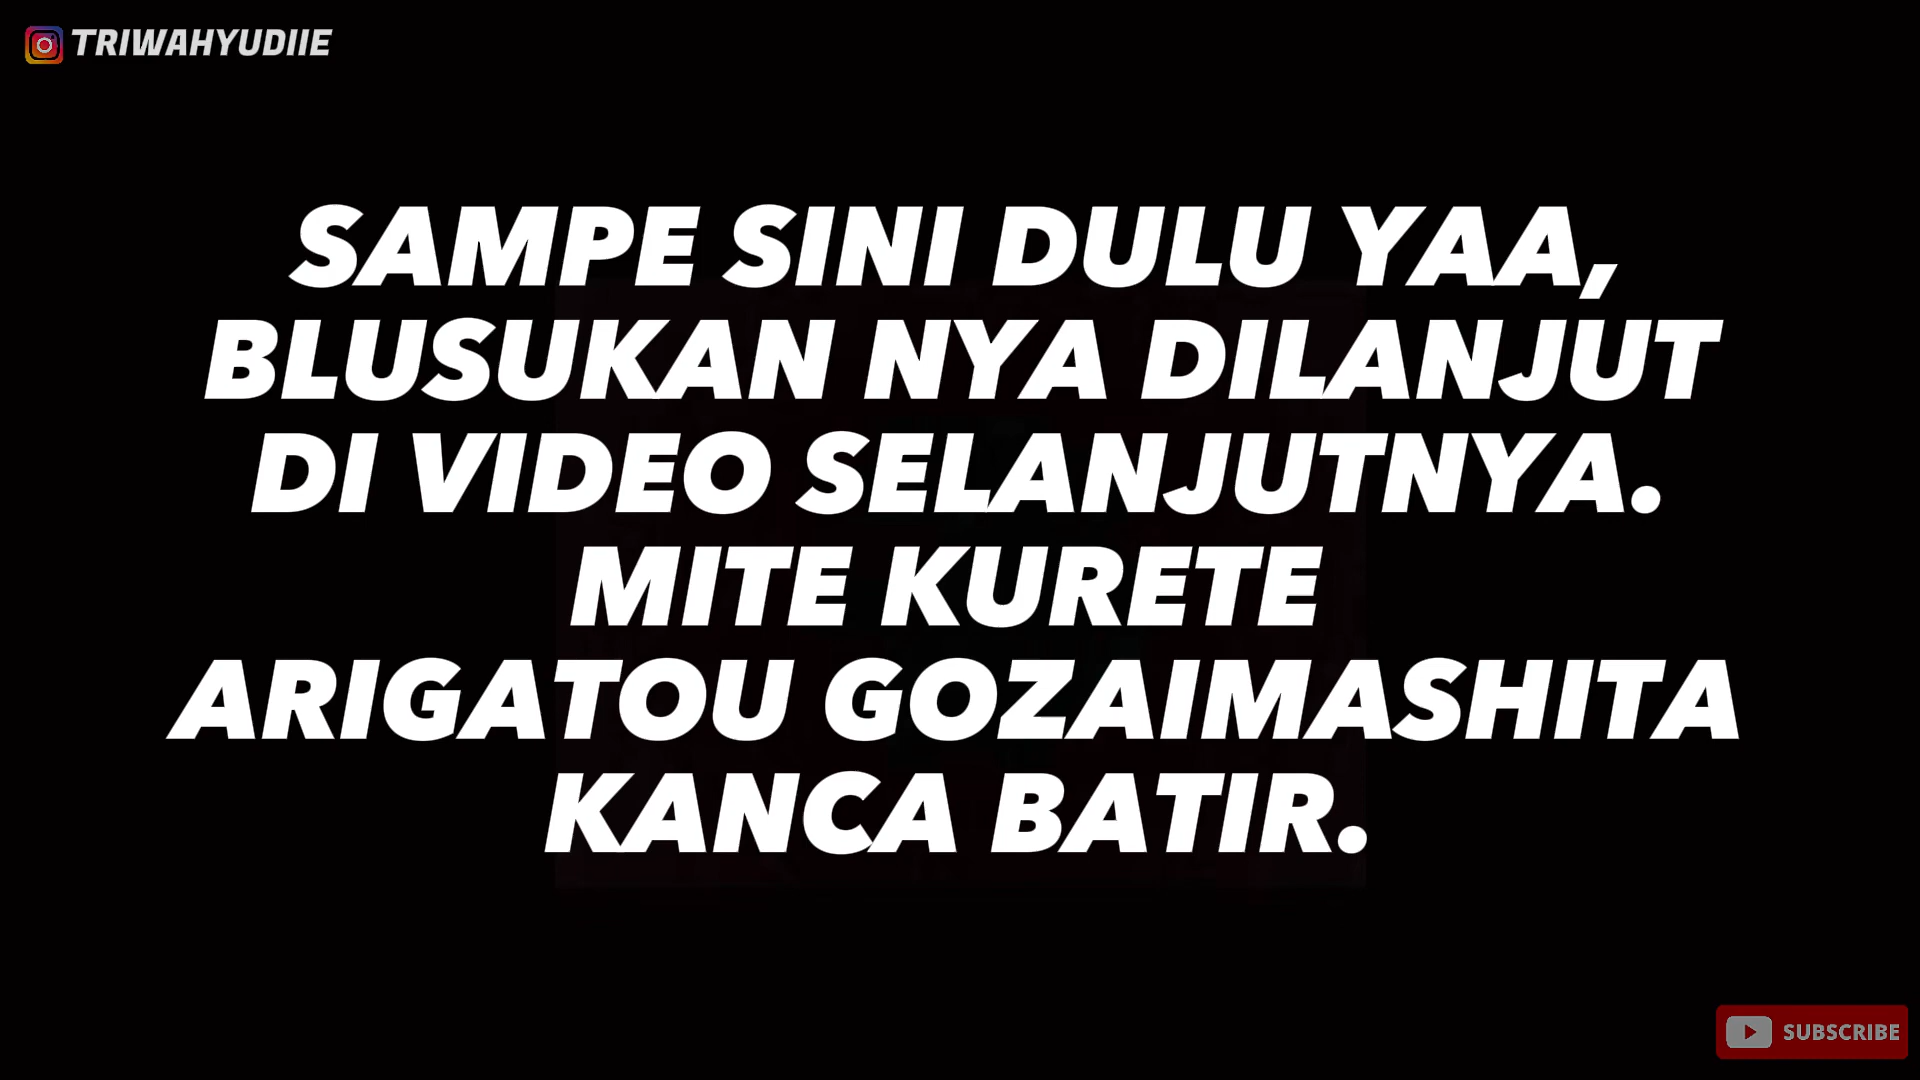 TRIWAHYUDIIE
SAMPE SINI DULU YAA,
BLUSUKAN NYA DILANJUT
DI VIDEO SELANJUTNYA.
MITE KURETE
ARIGATOU GOZAIMASHITA
KANCA BATIR.
SUBSCRIBE